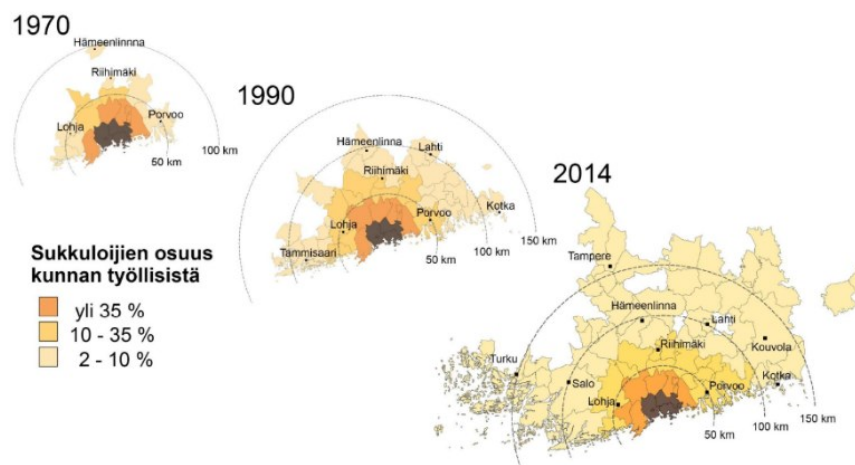 1970
Hämeenlinnna
Riihimäki
Lohja
Porvoo
50 km
100 km
1990
Hämeenlinna
Lahti
Riihimäki
Kotka
Lohja
Porvoo
Tammisaari
50 km
100 km
150 km
2014
Tampere
Hämeenlinna
Lahti
Riihimäki
Kouvola
Turku
Salo
Kotka
Porvoo
Lohja
50 km
100 km
150 km
Sukkuloijien osuus
kunnan työllisistä
yli 35 %
10 - 35 %
2 - 10 %